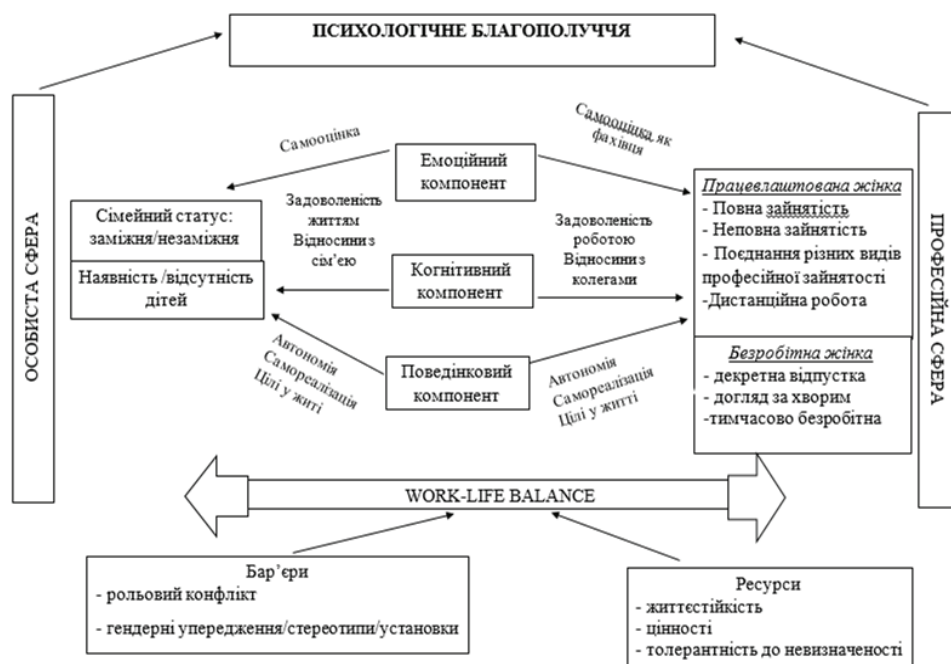 ПСИХОЛОГІЧНЕ БЛАГОПОЛУЧЧЯ
ОСОБИСТА СФЕРА
Самооцінка
Самооцінка як
фахівця
Емоційний
компонент
Сімейний статус:
заміжня/незаміжня
Наявність /відсутність
дітей
Задоволеність
життям
Відносини з
сім’єю
Когнітивний
компонент
Задоволеність
роботою
Відносини з
колегами
Автономія
Самореалізація
Цілі у житі
Поведінковий
компонент
Автономія
Самореалізація
Цілі у житті
Працевлаштована жінка
- Повна зайнятість
- Неповна зайнятість
- Поєднання різних видів
професійної зайнятості
-Дистанційна робота
Безробітна жінка
- декретна відпустка
- догляд за хворим
-тимчасово безробітна
ПРОФЕСІЙНА СФЕРА
WORK-LIFE BALANCE
Бар’єри
- рольовий конфлікт
- гендерні упередження/стереотипи/установки
Ресурси
- життєстійкість
- цінності
- толерантність до невизначеності